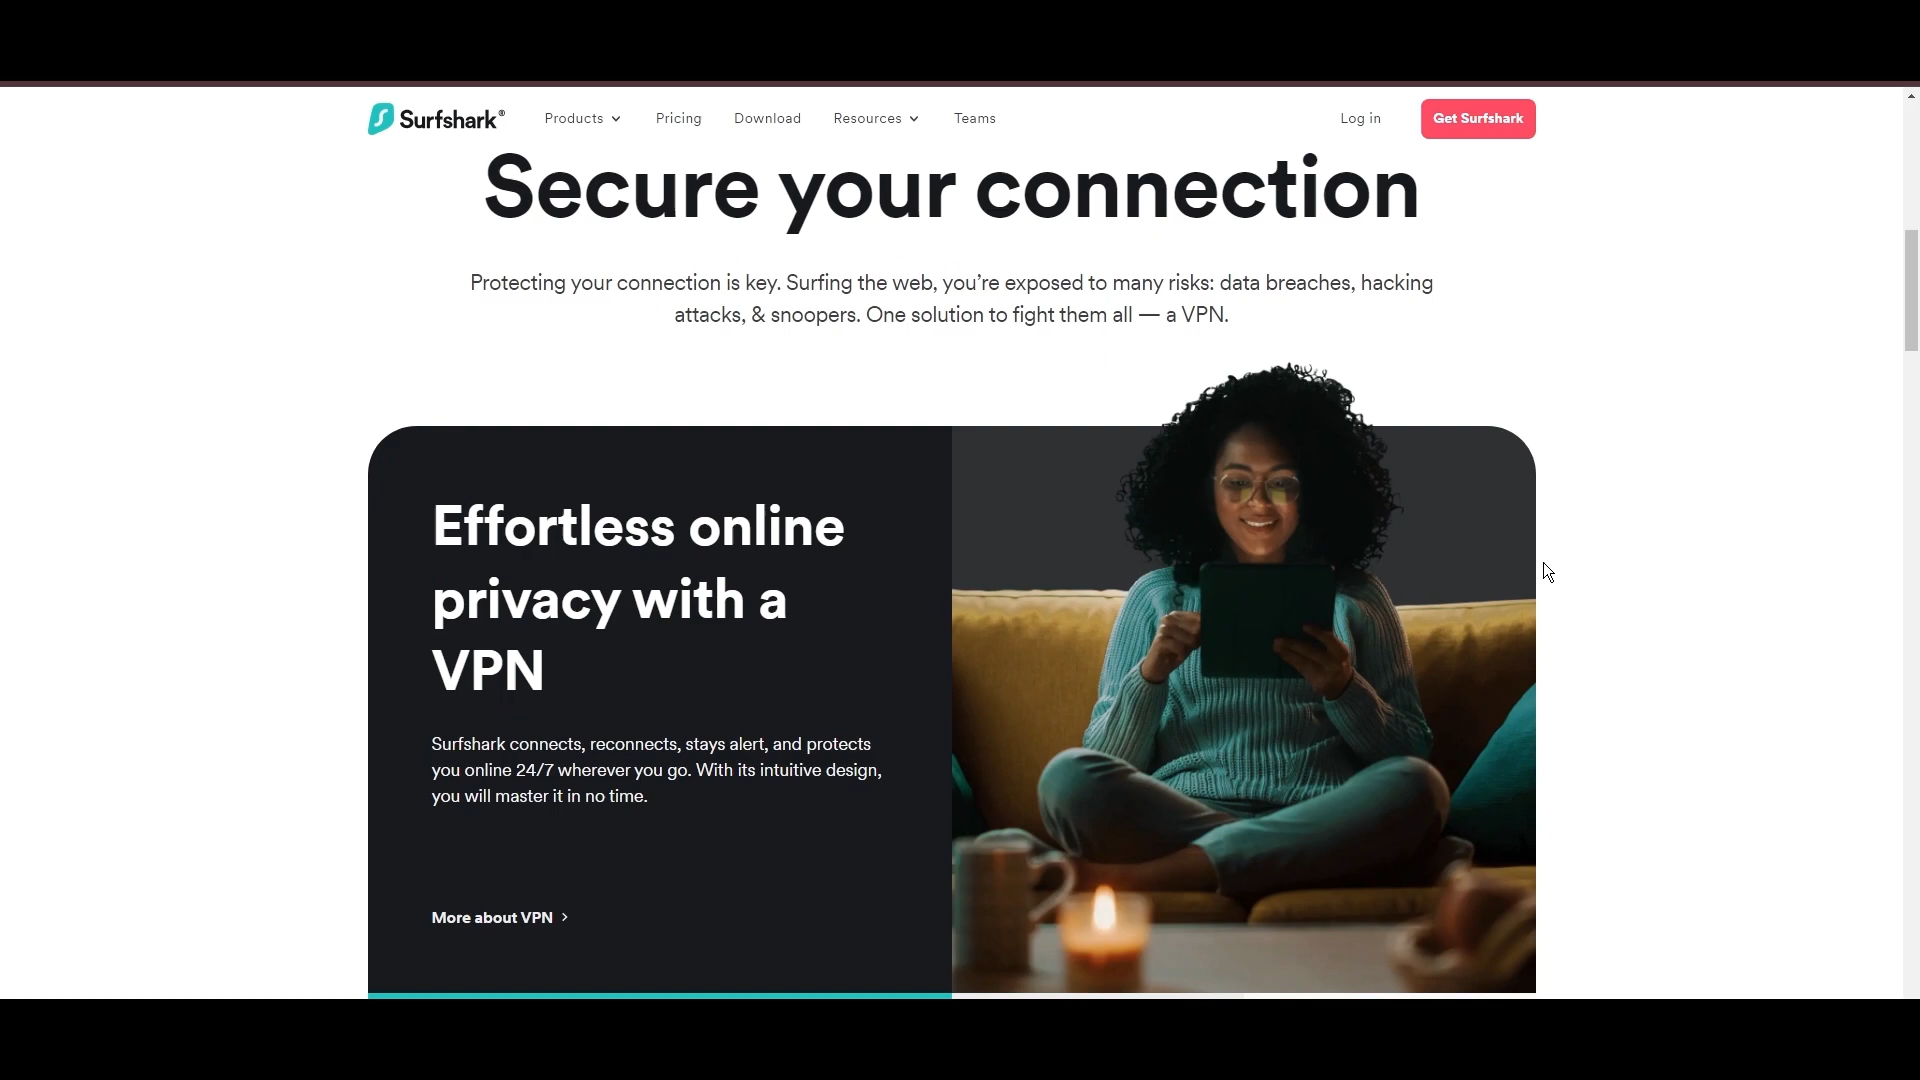 Surfshark®
Products
Pricing
Download
Resources
Teams
Log in
Get Surfshark
Secure your connection
Protecting your connection is key. Surfing the web, you’re exposed to many risks: data breaches, hacking
attacks, & snoopers. One solution to fight them all — a VPN.
Effortless online
privacy with a
VPN
Surfshark connects, reconnects, stays alert, and protects
you online 24/7 wherever you go. With its intuitive design,
you will master it in no time.
More about VPN